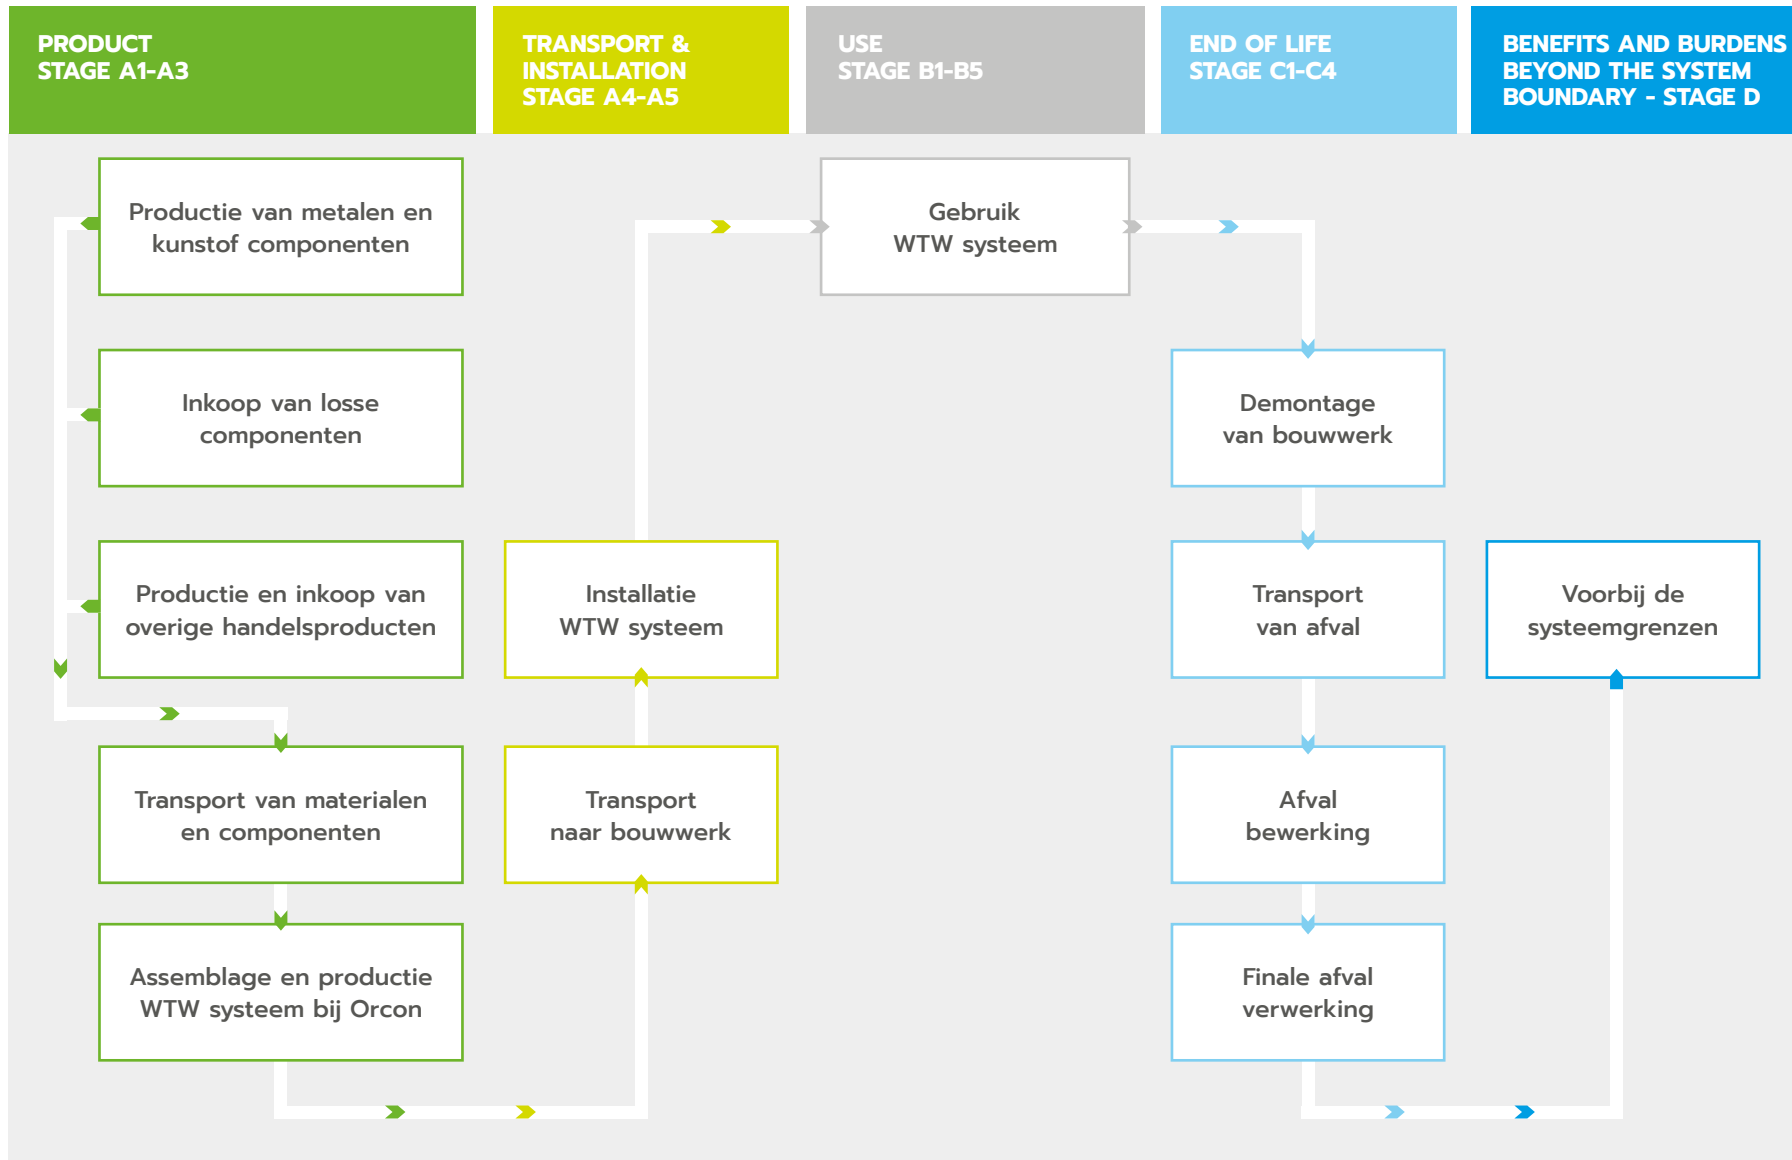 PRODUCT
STAGE A1-A3
TRANSPORT &
INSTALLATION
STAGE A4-A5
USE
STAGE B1-B5
END OF LIFE
STAGE C1-C4
BENEFITS AND BURDENS
BEYOND THE SYSTEM
BOUNDARY - STAGE D
Productie van metalen en
kunstof componenten
Inkoop van losse
componenten
Productie en inkoop van
overige handelsproducten
Transport van materialen
en componenten
Assemblage en productie
WTW systeem bij Orcon
Installatie
WTW systeem
Transport
naar bouwwerk
Gebruik
WTW systeem
Demontage
van bouwwerk
Transport
van afval
Afval
bewerking
Finale afval
verwerking
Voorbij de
systeemgrenzen